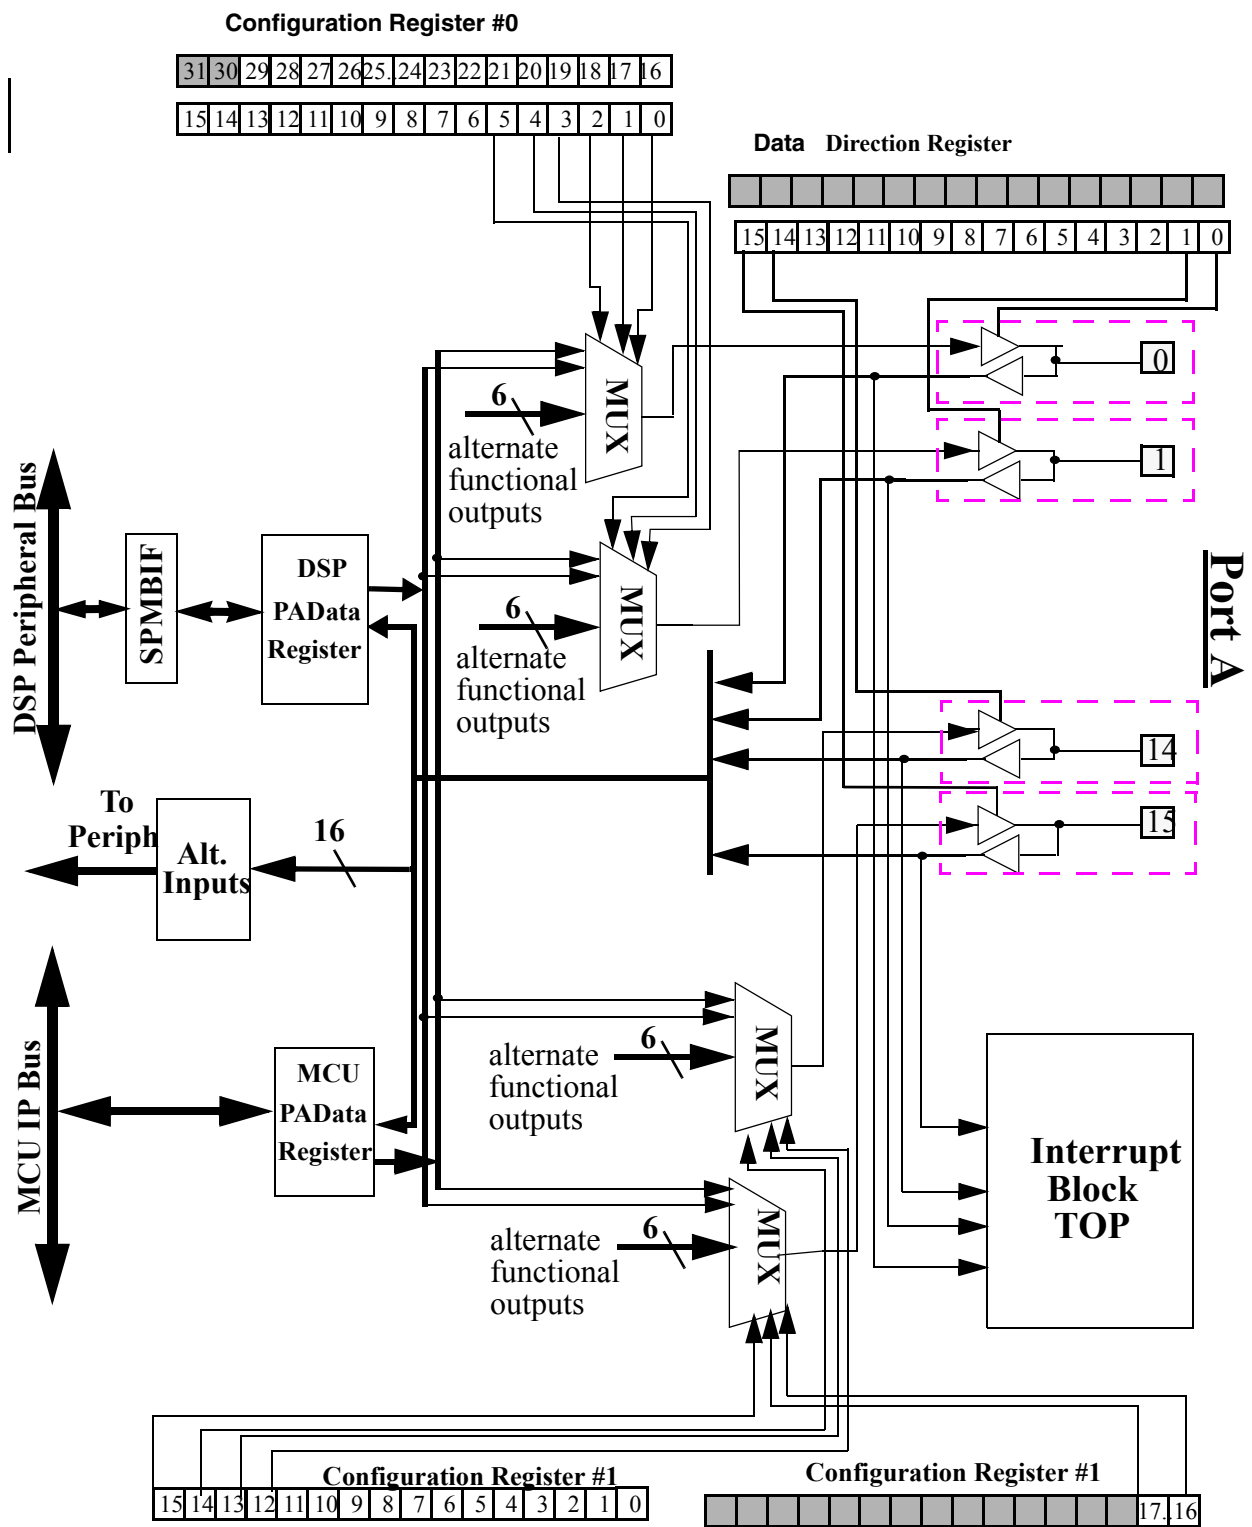 Configuration Register #0
31 30 29 28 27 26 25..24 23 22 21 20 19 18 17 16
15 14 13 12 11 10 9 8 7 6 5 4 3 2 1 0
Data Direction Register
15 14 13 12 11 10 9 8 7 6 5 4 3 2 1 0
0
MUX
6
alternate
functional
outputs
1
DSP Peripheral Bus
SPMBIF
DSP
PAData
Register
MUX
6
alternate
functional
outputs
Port A
14
15
To
Periph
Alt.
Inputs
16
MCU IP Bus
MCU
PAData
Register
MUX
6
alternate
functional
outputs
MUX
6
alternate
functional
outputs
Interrupt
Block
TOP
Configuration Register #1
15 14 13 12 11 10 9 8 7 6 5 4 3 2 1 0
Configuration Register #1
17..16